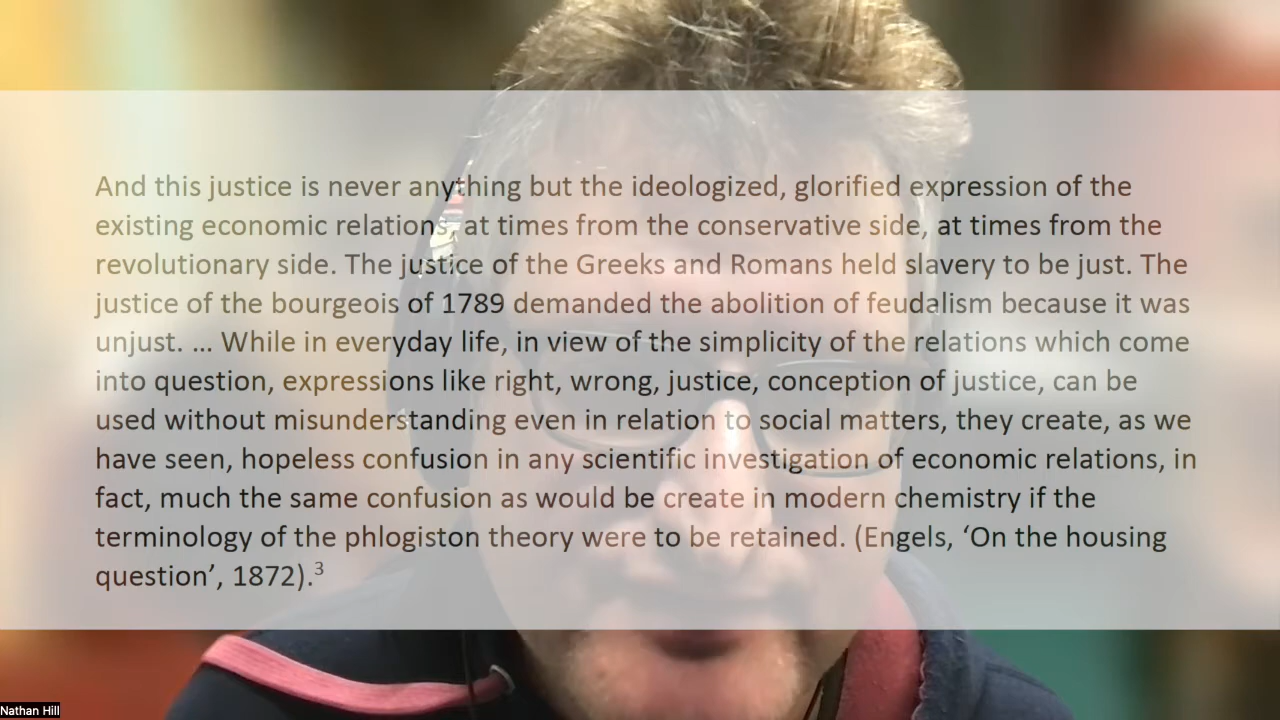 And this justice is never anything but the ideologized, glorified expression of the
existing economic relations, at times from the conservative side, at times from the
revolutionary side. The justice of the Greeks and Romans held slavery to be just. The
justice of the bourgeois of 1789 demanded the abolition of feudalism because it was
unjust. ... While in everyday life, in view of the simplicity of the relations which come
into question, expressions like right, wrong, justice, conception of justice, can be
used without misunderstanding even in relation to social matters, they create, as we
have seen, hopeless confusion in any scientific investigation of economic relations, in
fact, much the same confusion as would be create in modern chemistry if the
terminology of the phlogiston theory were to be retained. (Engels, ‘On the housing
question’, 1872).³
Nathan Hill